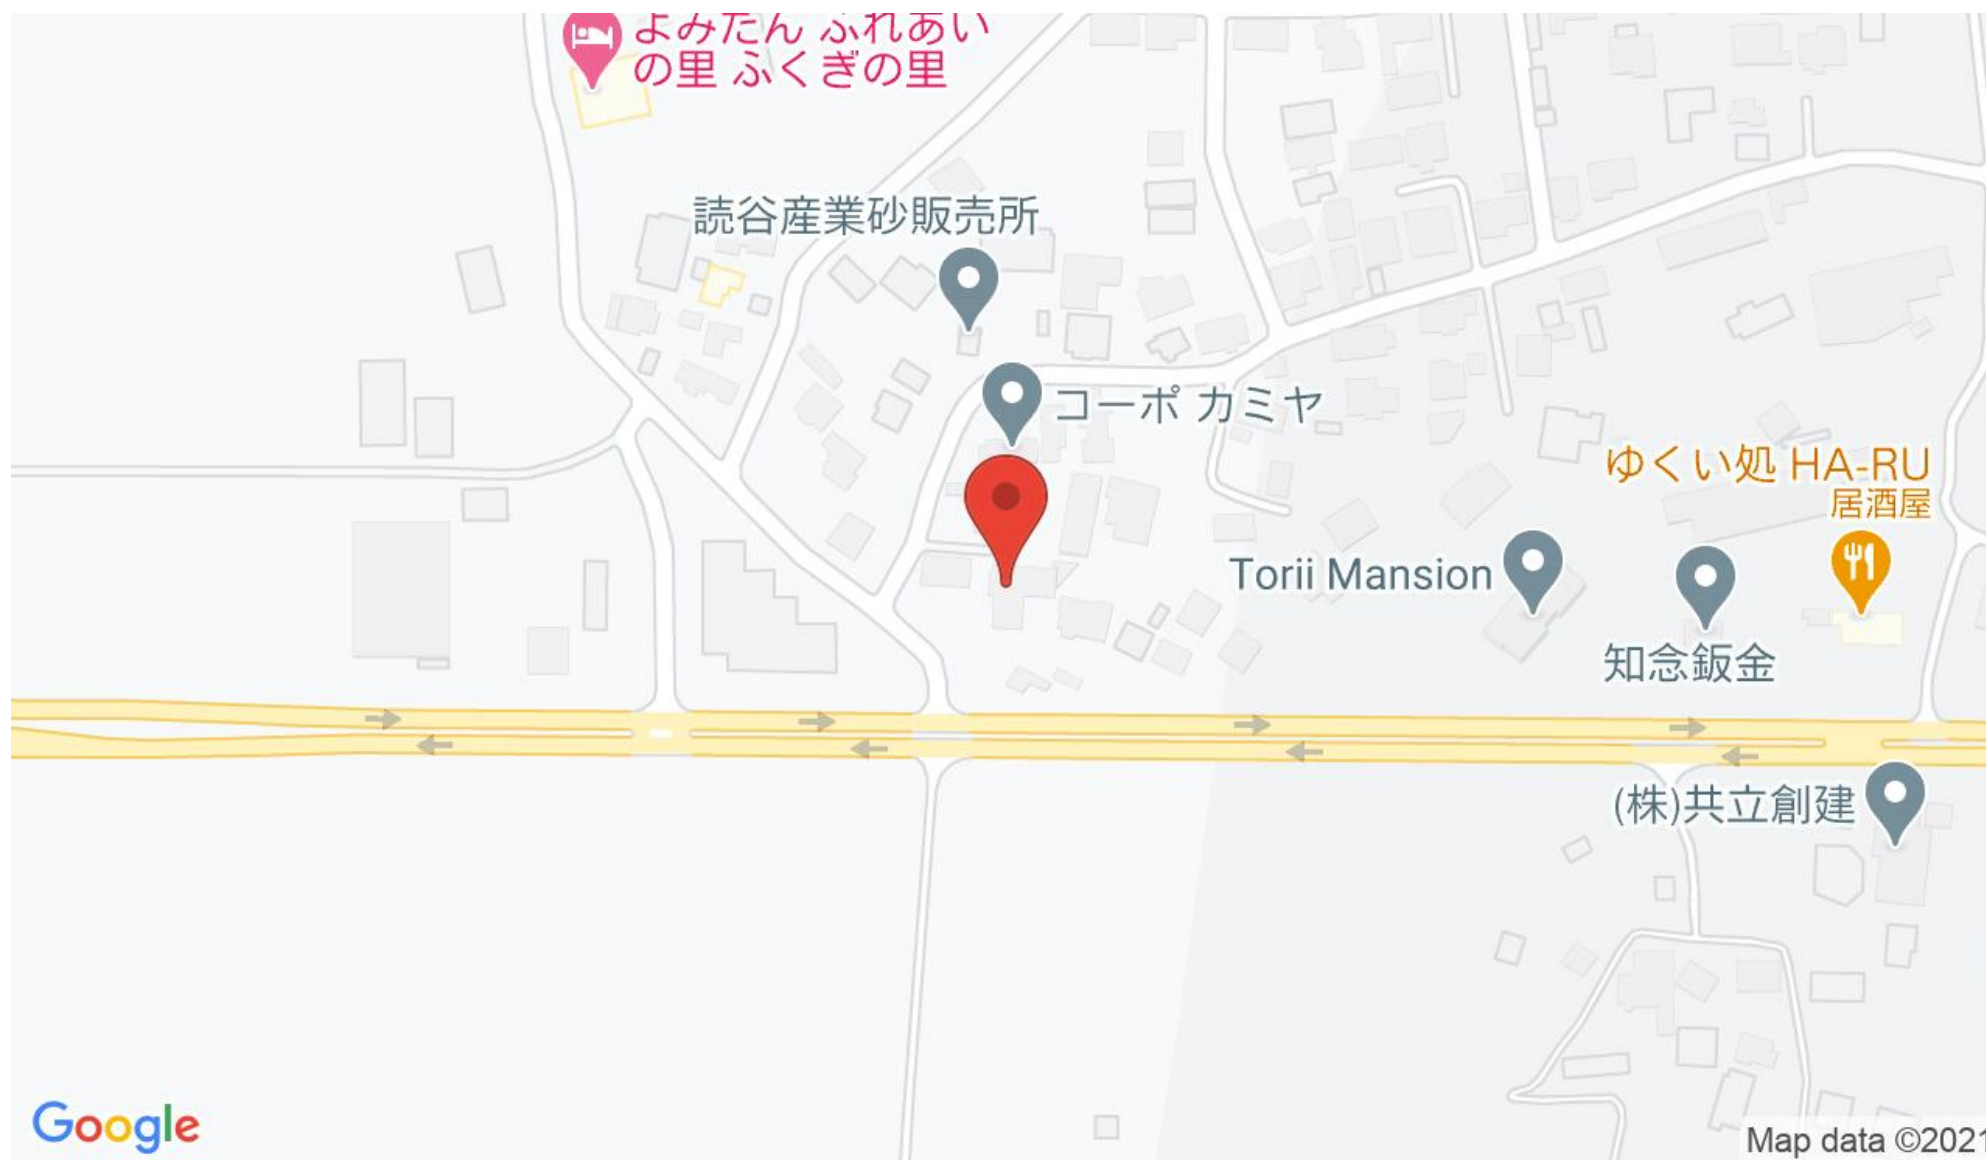 よみたん ふれあい
の里 ふくぎの里
読谷産業砂販売所
コーポ カミヤ
ゆくい処 HA-RU
居酒屋
Torii Mansion
知念鈑金
(株)共立創建
Google
Map data ©2021